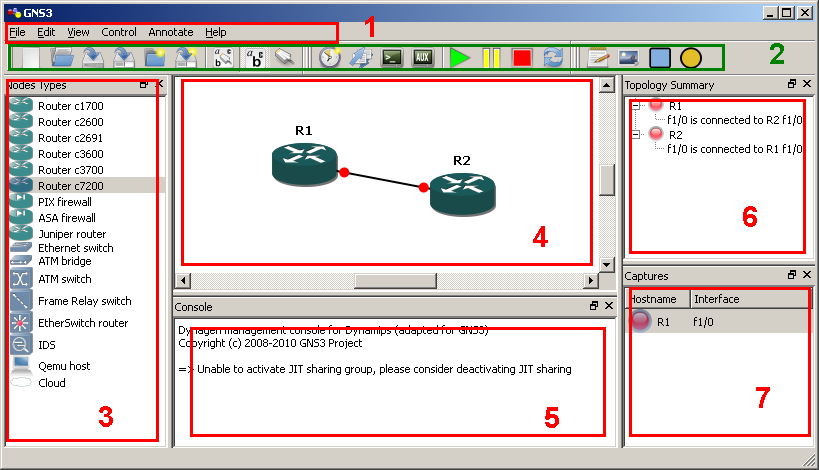 GNS3
File Edit View Control Annotate Help
1
2
AUX
Nodes Types
Router c1700
Router c2600
Router c2691
Router c3600
Router c3700
Router c7200
PIX firewall
ASA firewall
Juniper router
Ethernet switch
ATM bridge
ATM switch
Frame Relay switch
EtherSwitch router
IDS
Qemu host
Cloud
3
R1
R2
4
Console
Dynagen management console for Dynamips (adapted for GNS3)
Copyright (c) 2008-2010 GNS3 Project
=> Unable to activate JIT sharing group, please consider deactivating JIT sharing
5
Topology Summary
R1
f1/0 is connected to R2 f1/0
R2
f1/0 is connected to R1 f1/0
6
Captures
Hostname Interface
R1 f1/0
7